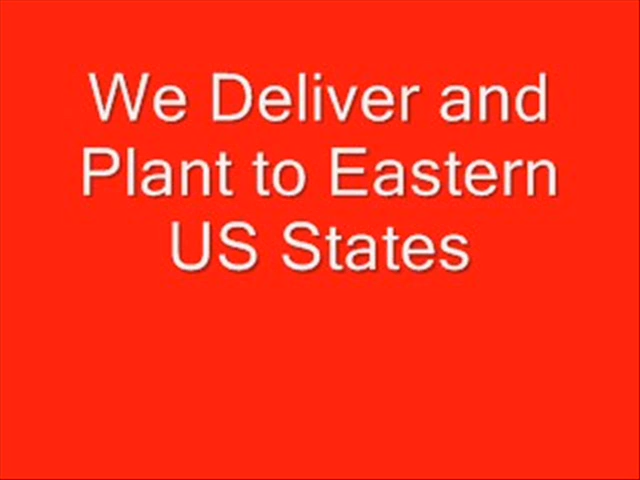 We Deliver and
Plant to Eastern
US States